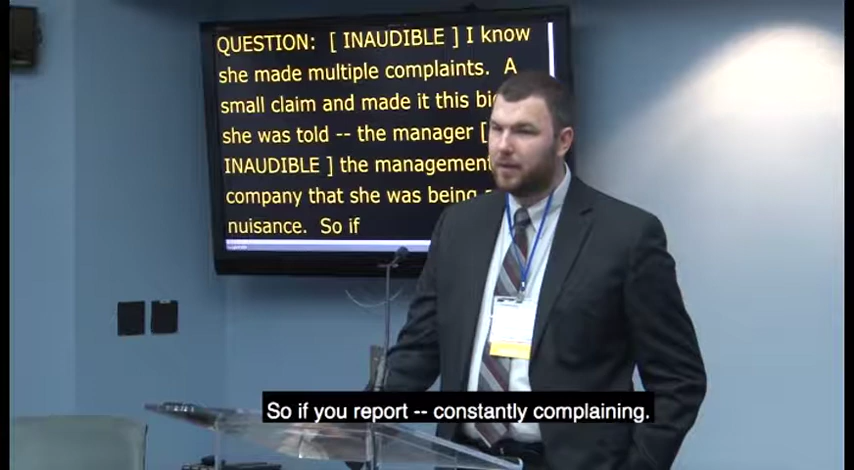 QUESTION: [ INAUDIBLE ] I know
she made multiple complaints. A
small claim and made it this
she was told -- the manager [
INAUDIBLE ] the management
company that she was being
nuisance. So if
So if you report -- constantly complaining.